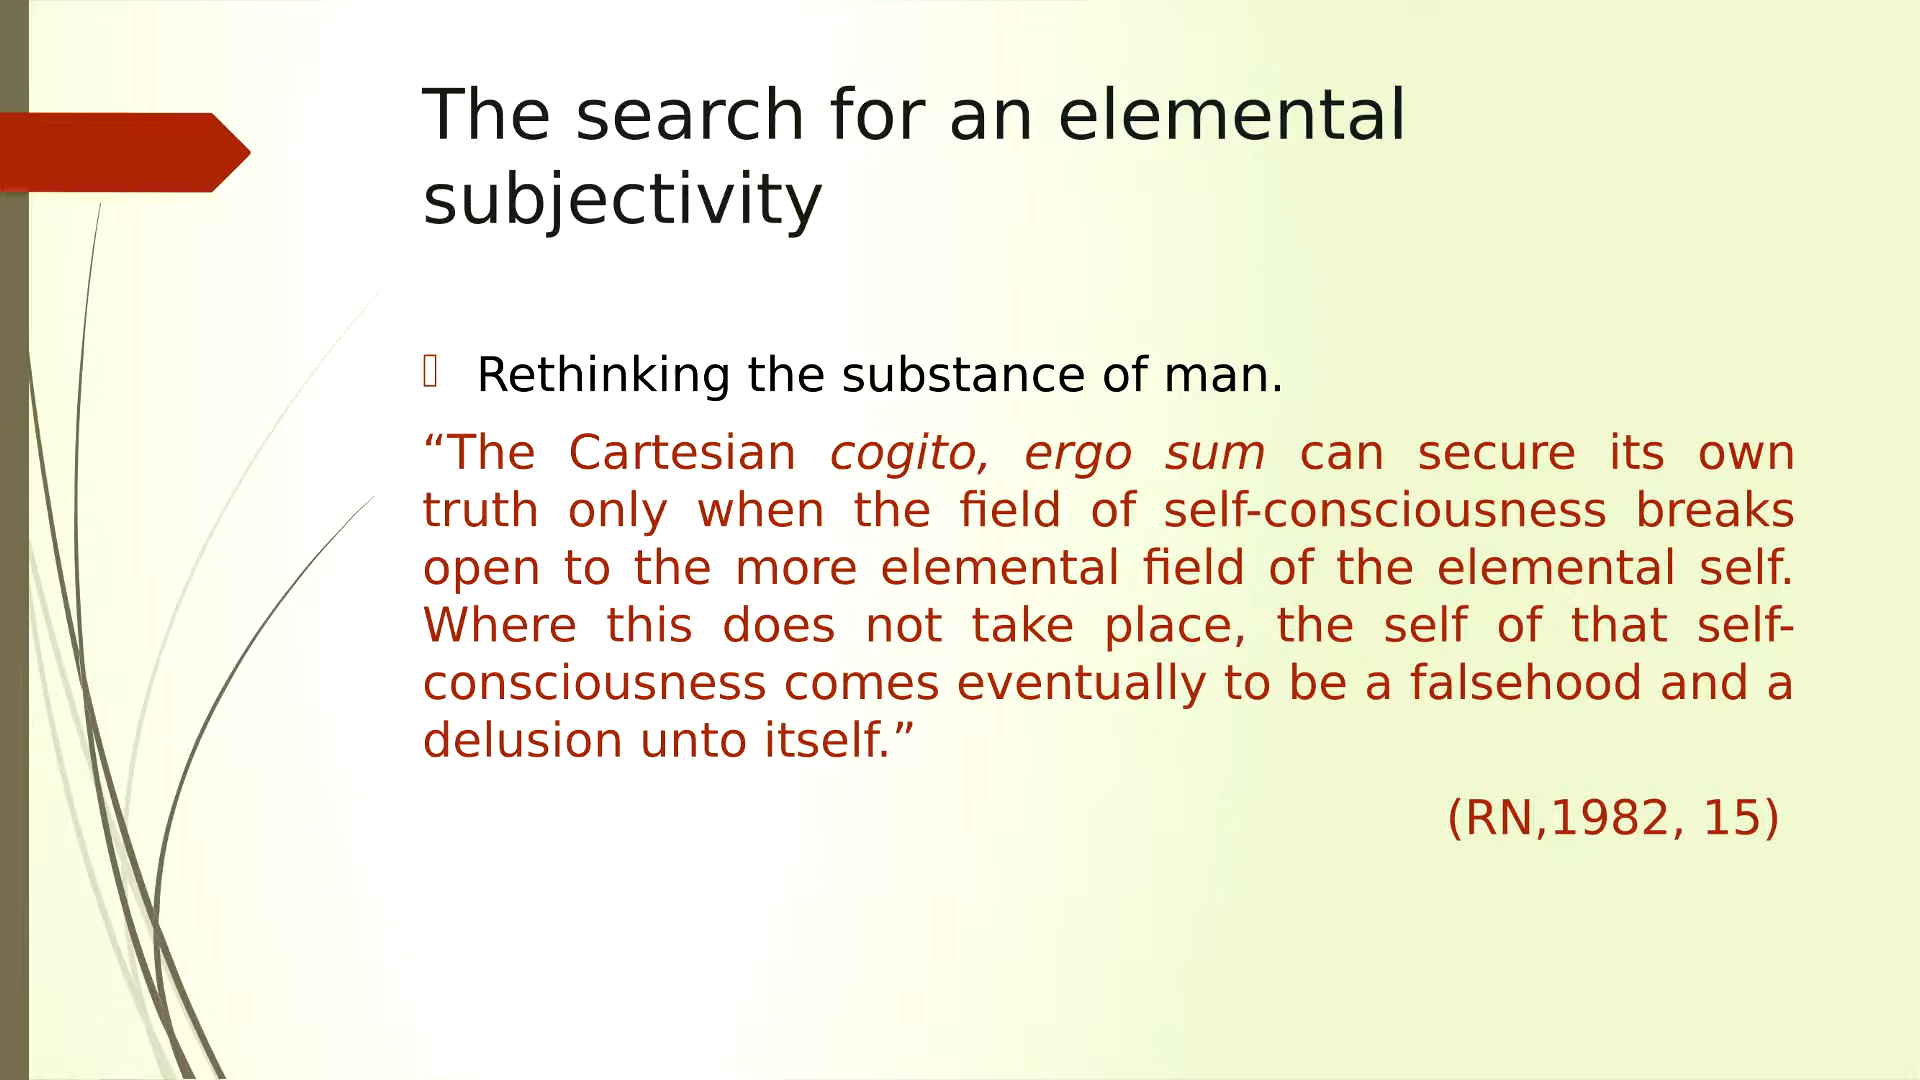 The search for an elemental
subjectivity
Rethinking the substance of man.
“The Cartesian cogito, ergo sum can secure its own
truth only when the field of self-consciousness breaks
open to the more elemental field of the elemental self.
Where this does not take place, the self of that self-
consciousness comes eventually to be a falsehood and a
delusion unto itself.”
(RN,1982, 15)